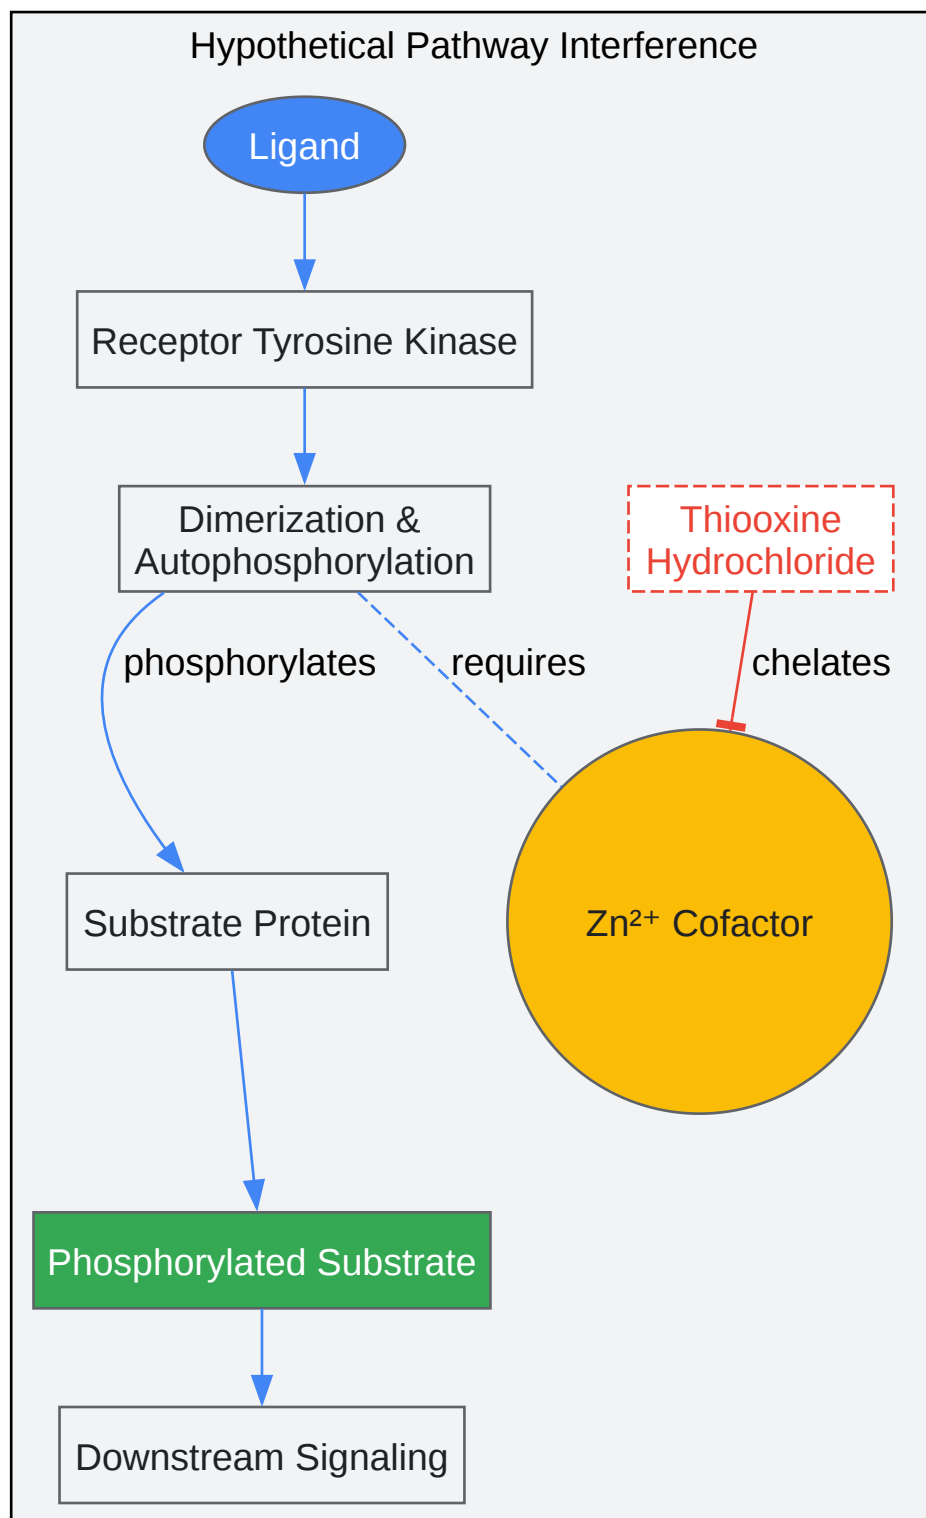 Hypothetical Pathway Interference
Ligand
Receptor Tyrosine Kinase
Dimerization &
Autophosphorylation
Thiooxine
Hydrochloride
phosphorylates
requires
chelates
Substrate Protein
Zn²⁺ Cofactor
Phosphorylated Substrate
Downstream Signaling